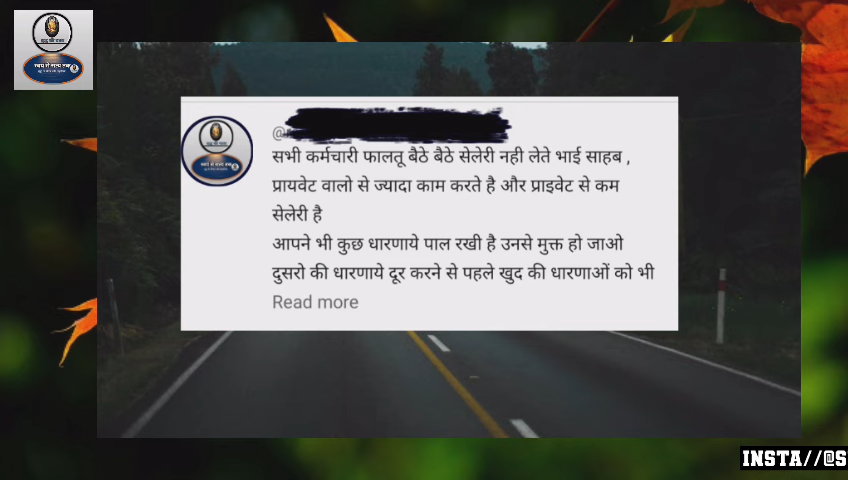 @
सभी कर्मचारी फालतू बैठे बैठे सेलेरी नही लेते भाई साहब ,
प्रायवेट वालो से ज्यादा काम करते है और प्राइवेट से कम
सेलेरी है
आपने भी कुछ धारणाये पाल रखी है उनसे मुक्त हो जाओ
दुसरो की धारणाये दूर करने से पहले खुद की धारणाओं को भी
Read more
INSTA//@S